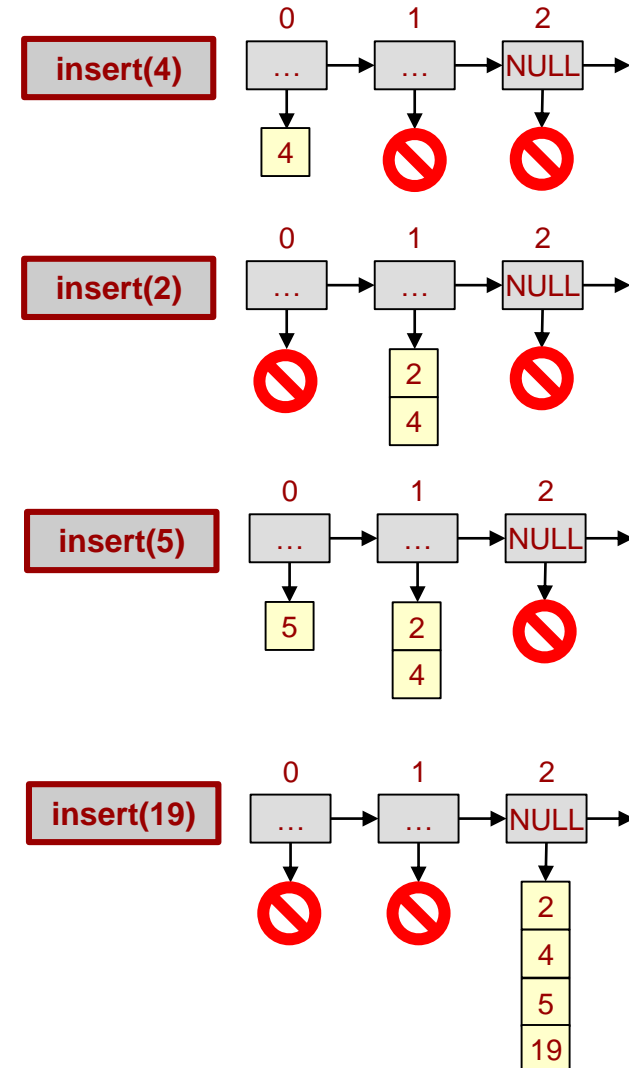 0 1 2
insert(4) … … NULL
4
0 1 2
insert(2) … … NULL
2
4
0 1 2
insert(5) … … NULL
5 2
4
0 1 2
insert(19) … … NULL
2
4
5
19